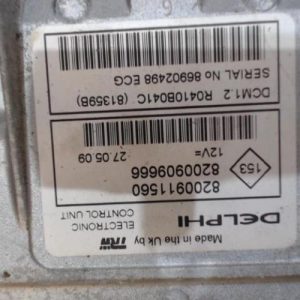 Made in the Uk by TRW
DELPHI
ELECTRONIC
CONTROL UNIT
8200911560
8200909666
153
12V= 27.05.09
DCM1.2 R0410B041C (81359B)
SERIAL No 86902498 ECG